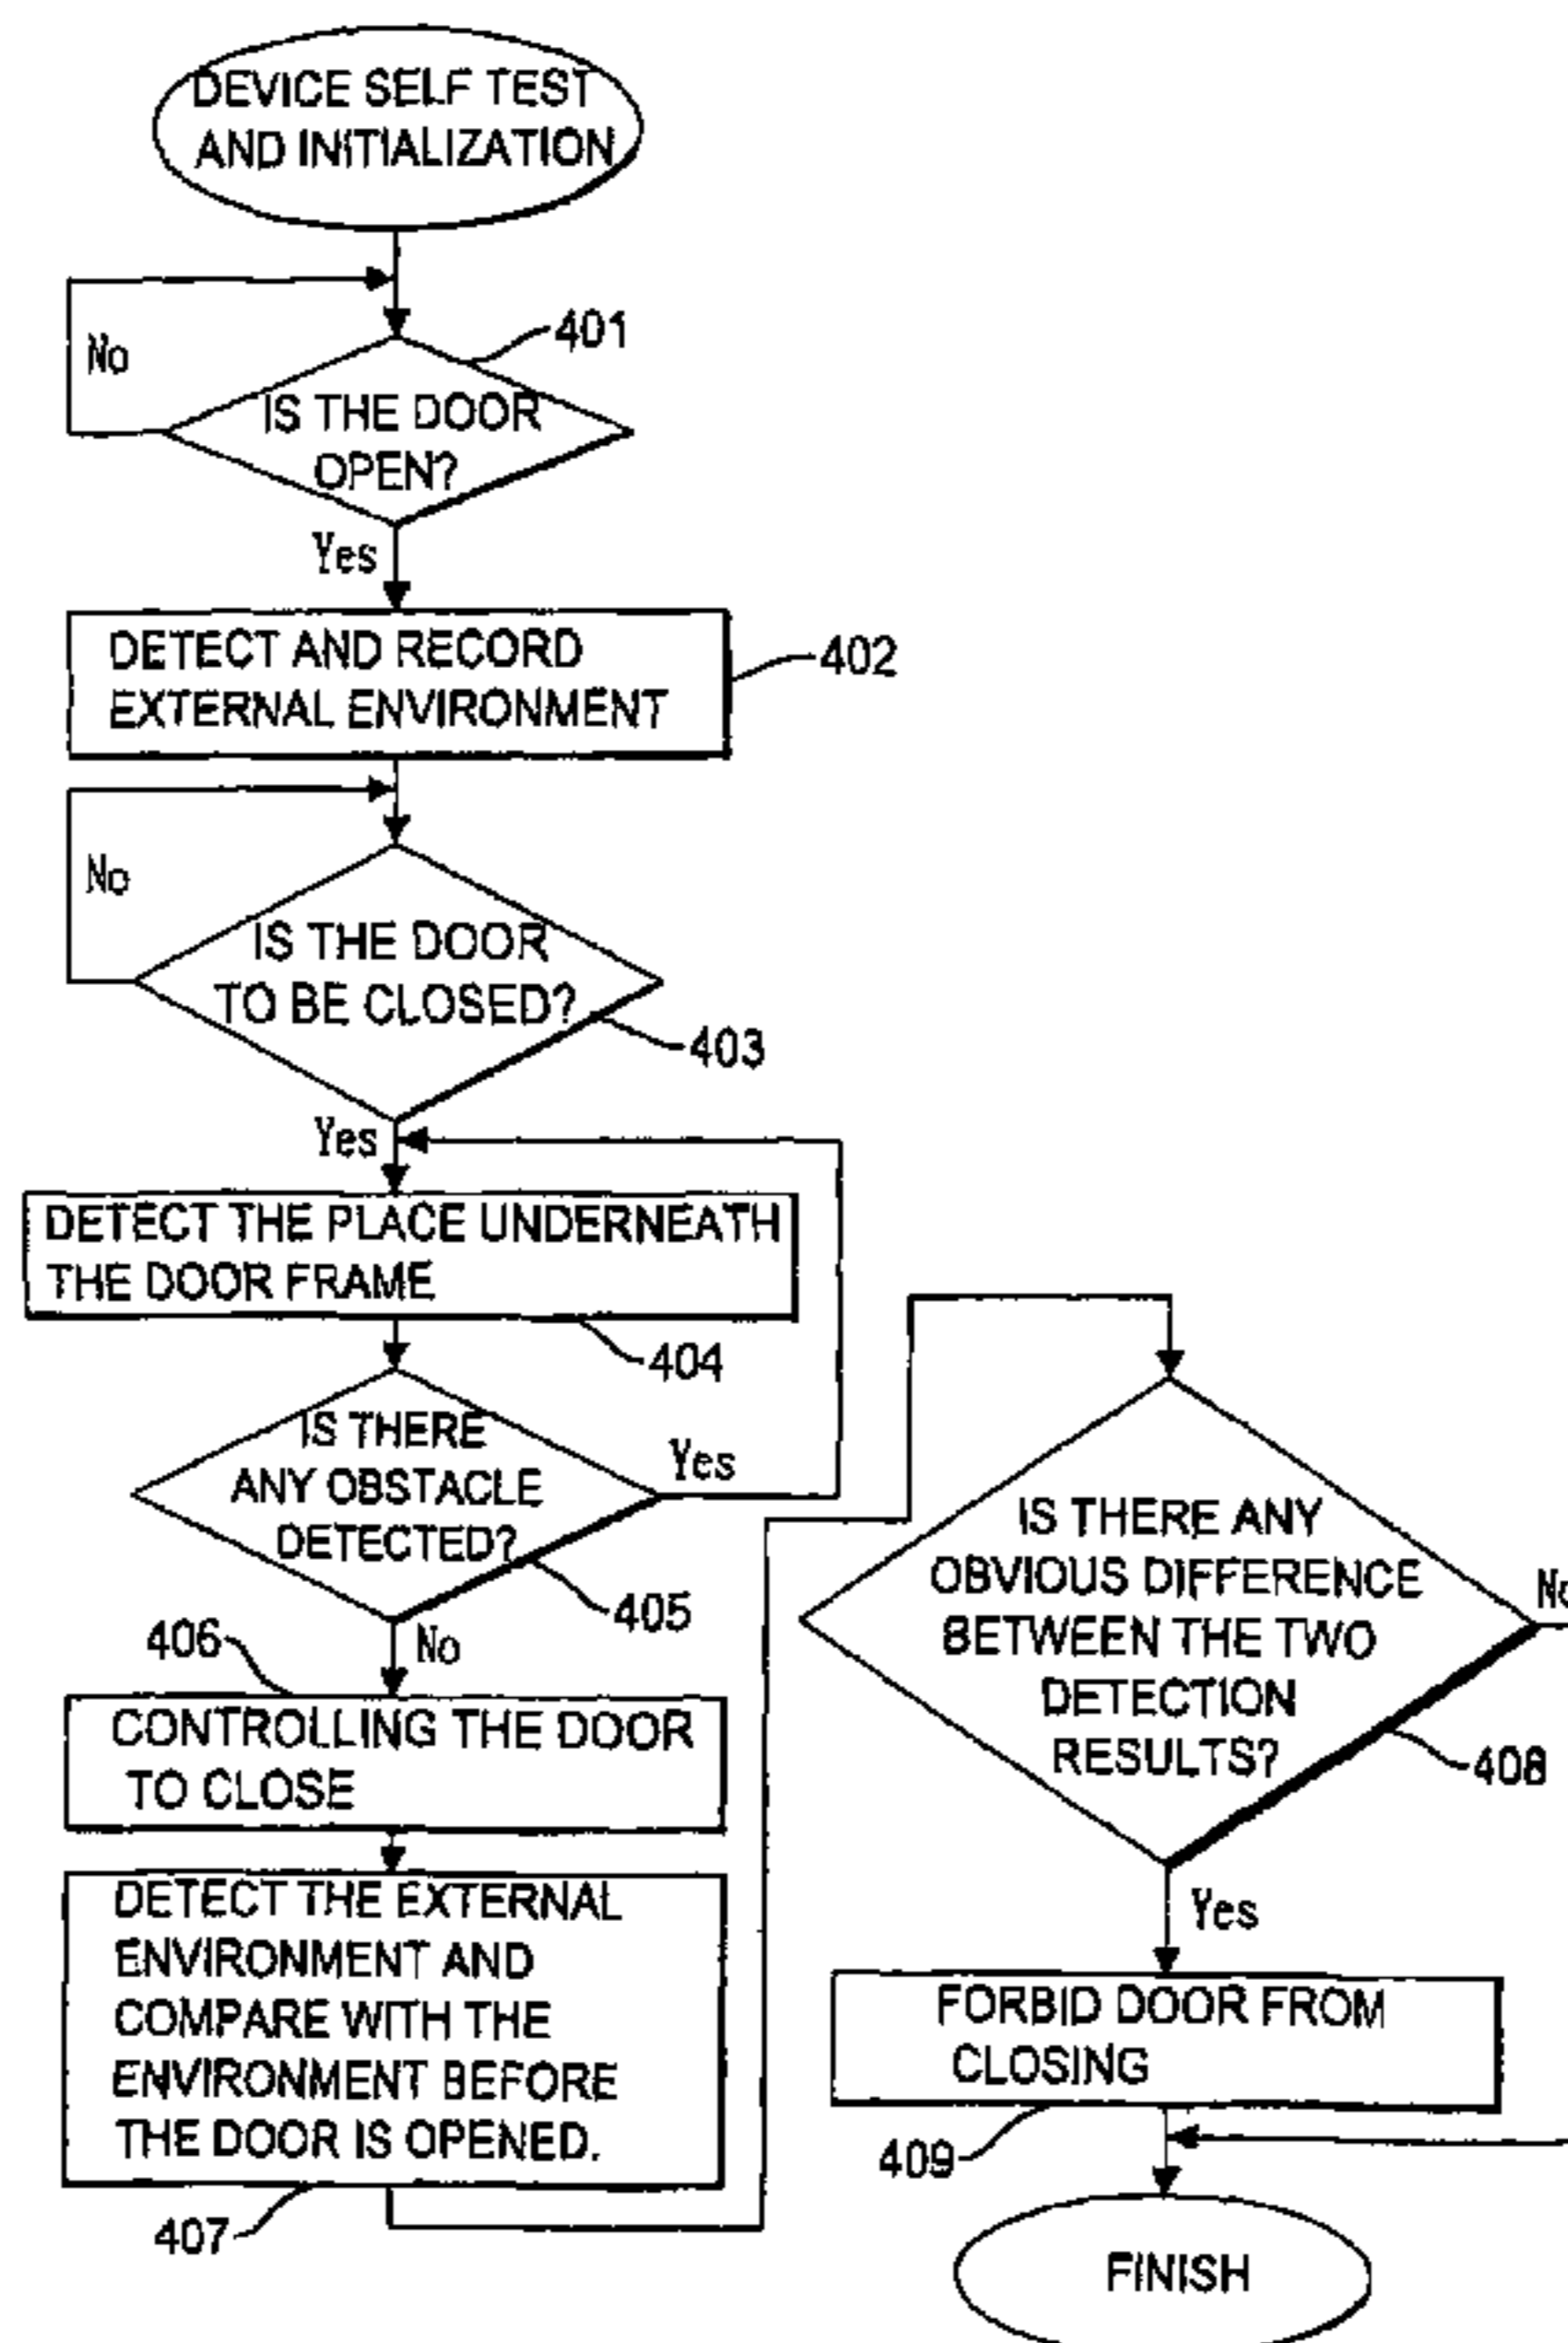 DEVICE SELF TEST
AND INITIALIZATION
No
401
IS THE DOOR
OPEN?
Yes
DETECT AND RECORD
EXTERNAL ENVIRONMENT
402
No
IS THE DOOR
TO BE CLOSED?
403
Yes
DETECT THE PLACE UNDERNEATH
THE DOOR FRAME
404
IS THERE
ANY OBSTACLE
DETECTED?
Yes
405
No
406
CONTROLLING THE DOOR
TO CLOSE
DETECT THE EXTERNAL
ENVIRONMENT AND
COMPARE WITH THE
ENVIRONMENT BEFORE
THE DOOR IS OPENED.
407
IS THERE ANY
OBVIOUS DIFFERENCE
BETWEEN THE TWO
DETECTION
RESULTS?
No
408
Yes
FORBID DOOR FROM
CLOSING
409
FINISH